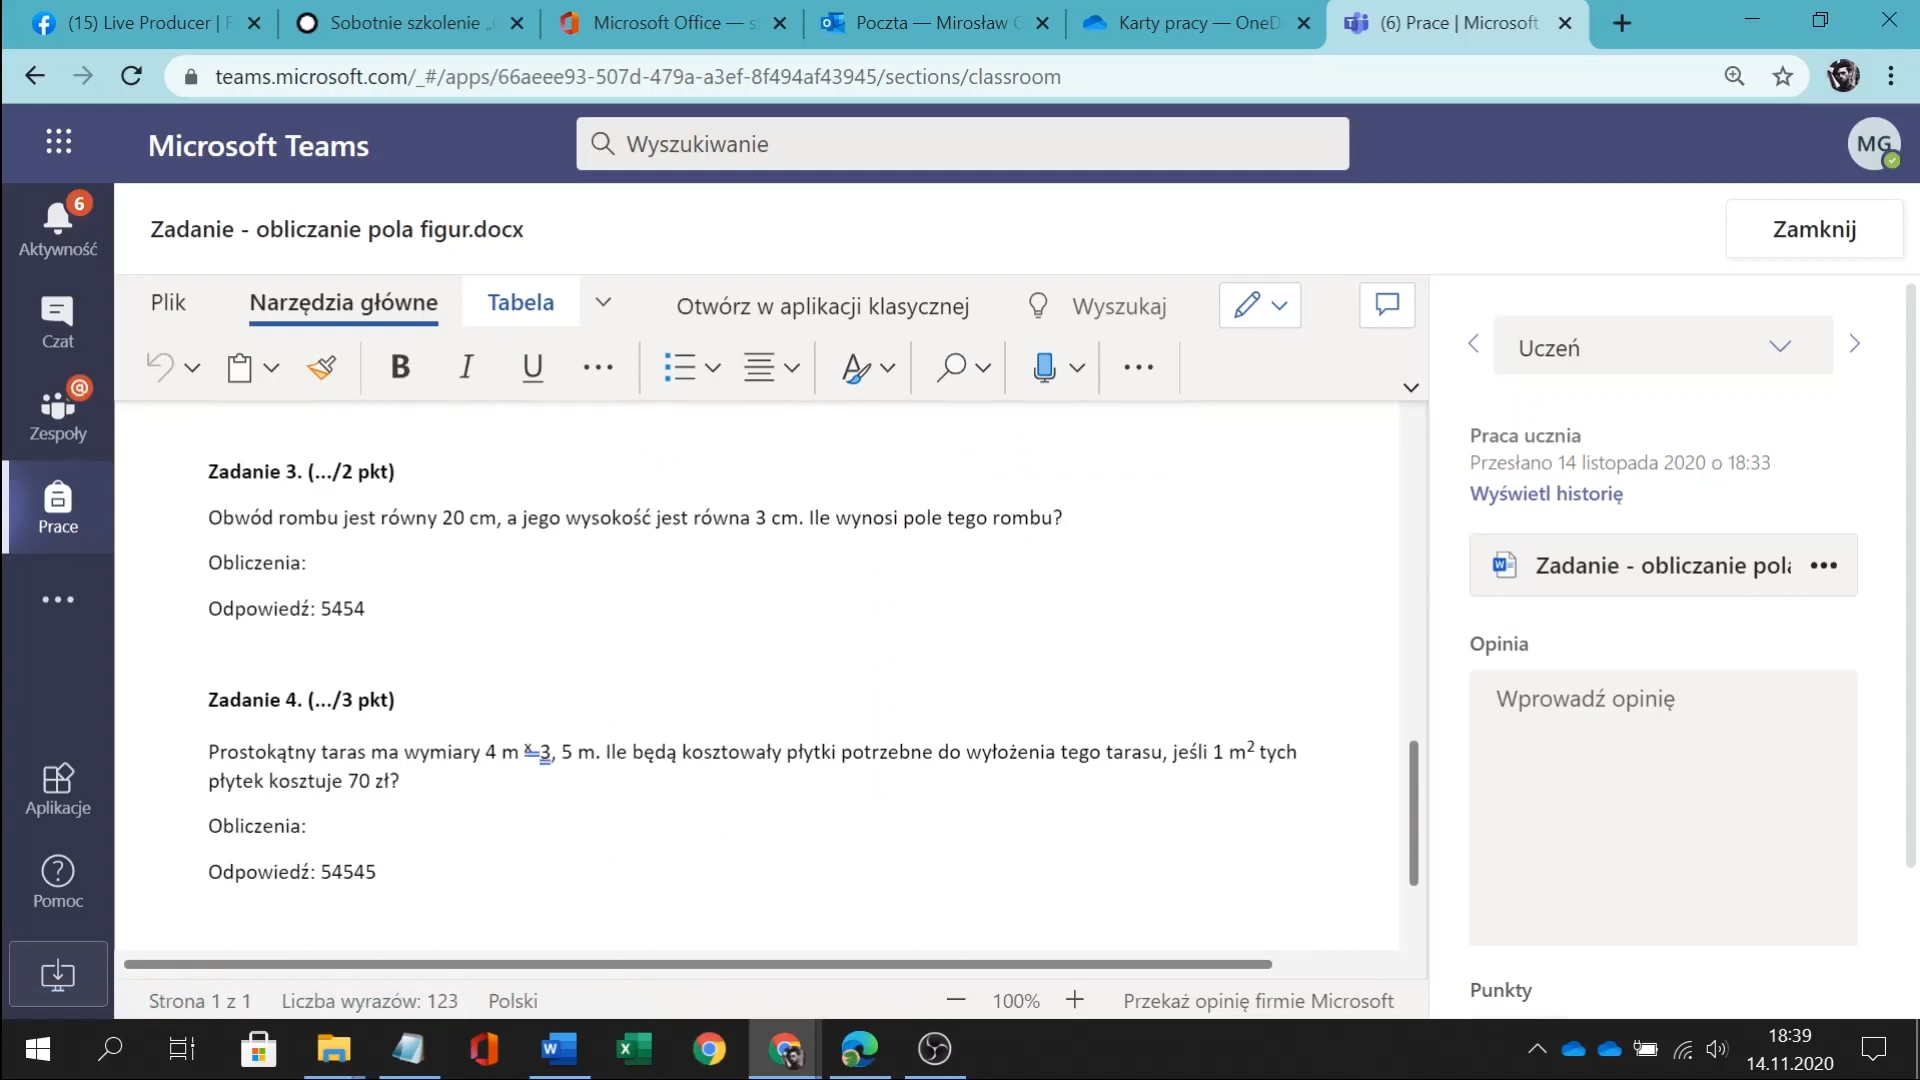 (15) Live Producer | F
Sobotnie szkolenie „
Microsoft Office — s
Poczta — Mirosław
Karty pracy — OneD
(6) Prace | Microsoft
teams.microsoft.com/_#/apps/66aeee93-507d-479a-a3ef-8f494af43945/sections/classroom
Microsoft Teams
Wyszukiwanie
MG
6
Aktywność
Czat
@
Zespoły
Prace
Aplikacje
Pomoc
Zadanie - obliczanie pola figur.docx
Zamknij
Plik
Narzędzia główne
Tabela
Otwórz w aplikacji klasycznej
Wyszukaj
B I U
Zadanie 3. (.../2 pkt)
Obwód rombu jest równy 20 cm, a jego wysokość jest równa 3 cm. Ile wynosi pole tego rombu?
Obliczenia:
Odpowiedź: 5454
Zadanie 4. (.../3 pkt)
Prostokątny taras ma wymiary 4 m x 3, 5 m. Ile będą kosztowały płytki potrzebne do wyłożenia tego tarasu, jeśli 1 m² tych
płytek kosztuje 70 zł?
Obliczenia:
Odpowiedź: 54545
Strona 1 z 1
Liczba wyrazów: 123
Polski
100%
Przekaż opinię firmie Microsoft
Uczeń
Praca ucznia
Przesłano 14 listopada 2020 o 18:33
Wyświetl historię
Zadanie - obliczanie pola
Opinia
Wprowadź opinię
Punkty
18:39
14.11.2020